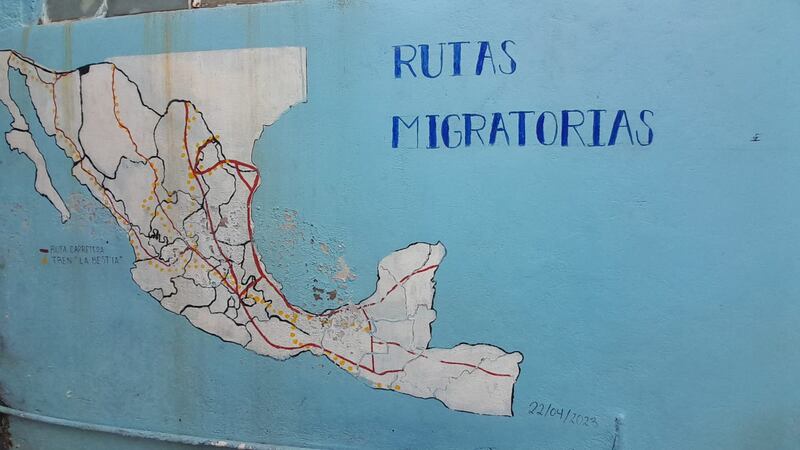 RUTAS
MIGRATORIAS
RUTA CARRETERA
TREN "LA BESTIA"
22/04/2023